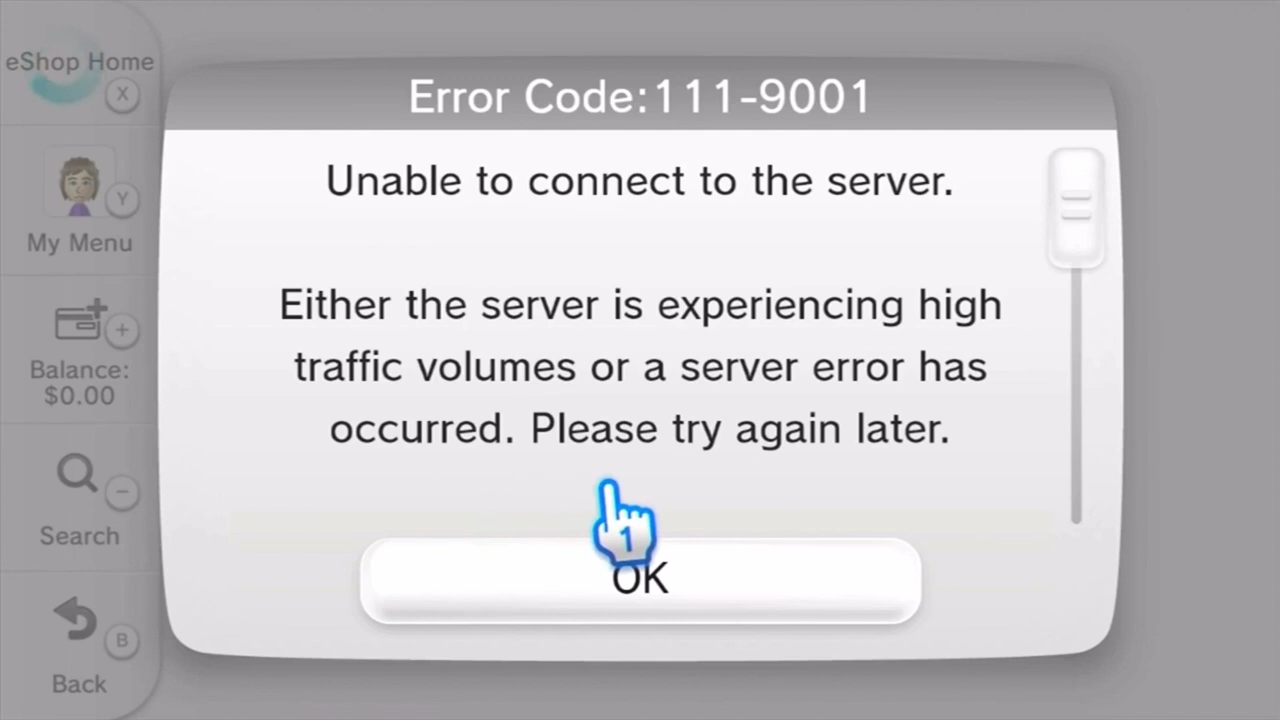 eShop Home
X
Error Code:111-9001
Unable to connect to the server.
Y
My Menu
Either the server is experiencing high
traffic volumes or a server error has
occurred. Please try again later.
+
Balance:
$0.00
−
Search
1
OK
B
Back